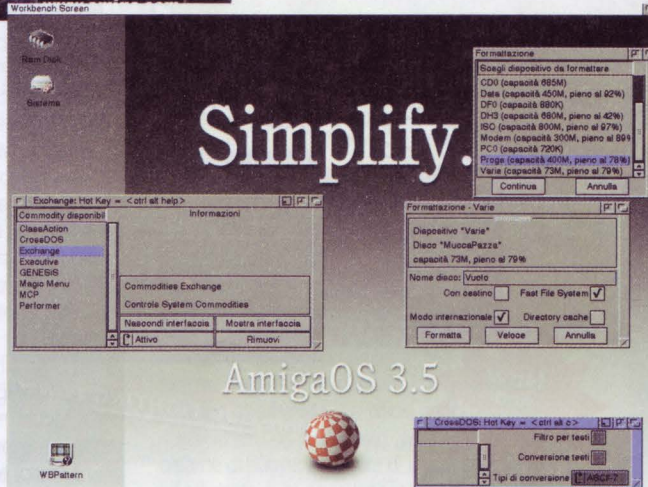 Workbench Screen
Ram Disk
Sistema
Simplify.
Formattazione
Scegli dispositivo da formattare
CD0 (capacità 685M)
Data (capacità 450M, pieno al 92%)
DF0 (capacità 880K)
DH3 (capacità 680M, pieno al 42%)
ISO (capacità 800M, pieno al 97%)
Modem (capacità 300M, pieno al 89%
PC0 (capacità 720K)
Progs (capacità 400M, pieno al 78%)
Varie (capacità 73M, pieno al 79%)
Continua
Annulla
Exchange: Hot Key = <ctrl alt help>
Commodity disponibili
Informazioni
ClassAction
CrossDOS
Exchange
Executive
GENESIS
Magic Menu
MCP
Performer
Commodities Exchange
Controls System Commodities
Nascondi interfaccia
Mostra interfaccia
Attivo
Rimuovi
Formattazione - Varie
Dispositivo "Varie"
Disco "MuccaPazza"
capacità 73M, pieno al 79%
Nome disco: Vuoto
Con cestino
Fast File System
Modo internazionale
Directory cache
Formatta
Veloce
Annulla
AmigaOS 3.5
WBPattern
CrossDOS: Hot Key = <ctrl alt c>
Filtro per testi
Conversione testi
Tipi di conversione
ASCII-7